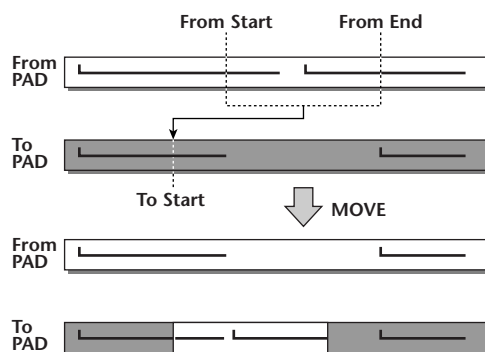 From Start From End
From
PAD
To
PAD
To Start
MOVE
From
PAD
To
PAD